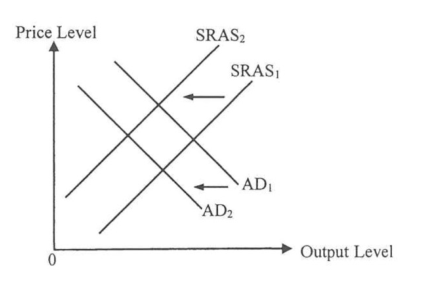 Price Level
SRAS₂
SRAS₁
AD₁
AD₂
Output Level
0